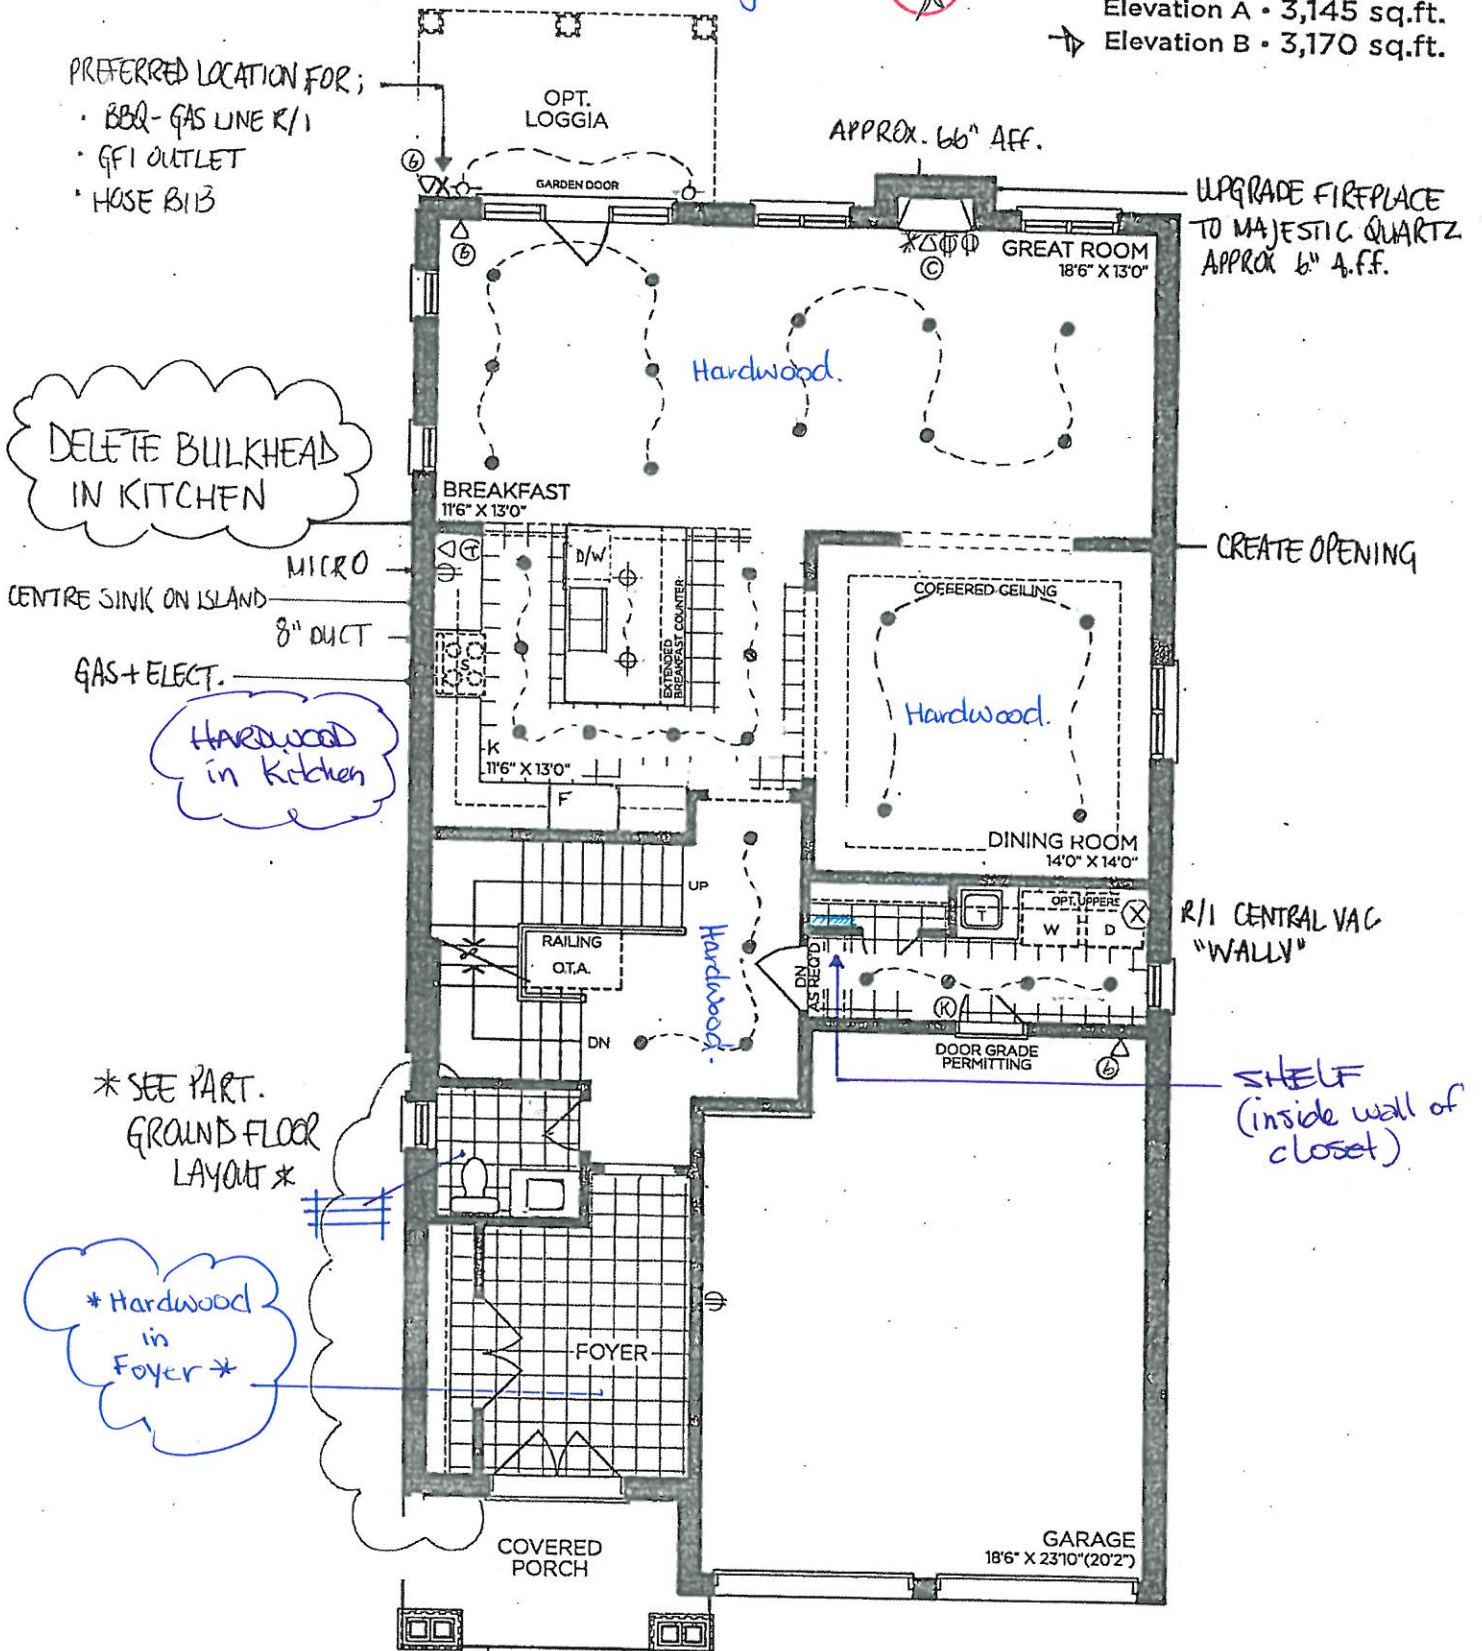 Elevation A • 3,145 sq.ft.
Elevation B • 3,170 sq.ft.
PREFERRED LOCATION FOR;
· BBQ-GAS LINE R/I
· GFI OUTLET
· HOSE BIB
OPT.
LOGGIA
APPROX. 66" AFF.
6
GARDEN DOOR
UPGRADE FIREPLACE
TO MAJESTIC QUARTZ
APPROX 6" A.F.F.
6
C
GREAT ROOM
18'6" X 13'0"
Hardwood.
DELETE BULKHEAD
IN KITCHEN
BREAKFAST
11'6" X 13'0"
MICRO
T
D/W
CREATE OPENING
CENTRE SINK ON ISLAND
COFFERED CEILING
8" DUCT
EXTENDED
BREAKFAST COUNTER
GAS + ELECT.
S
HARDWOOD
in Kitchen
Hardwood.
K
11'6" X 13'0"
F
DINING ROOM
14'0" X 14'0"
UP
OPT. UPPERS
T
W
D
X
R/I CENTRAL VAC
"WALLY"
RAILING
O.T.A.
Hardwood.
DN
AS REQ'D
K
DN
DOOR GRADE
PERMITTING
6
* SEE PART.
GROUND FLOOR
LAYOUT *
SHELF
(inside wall of
closet)
* Hardwood
in
Foyer *
FOYER
COVERED
PORCH
GARAGE
18'6" X 23'10"(20'2")